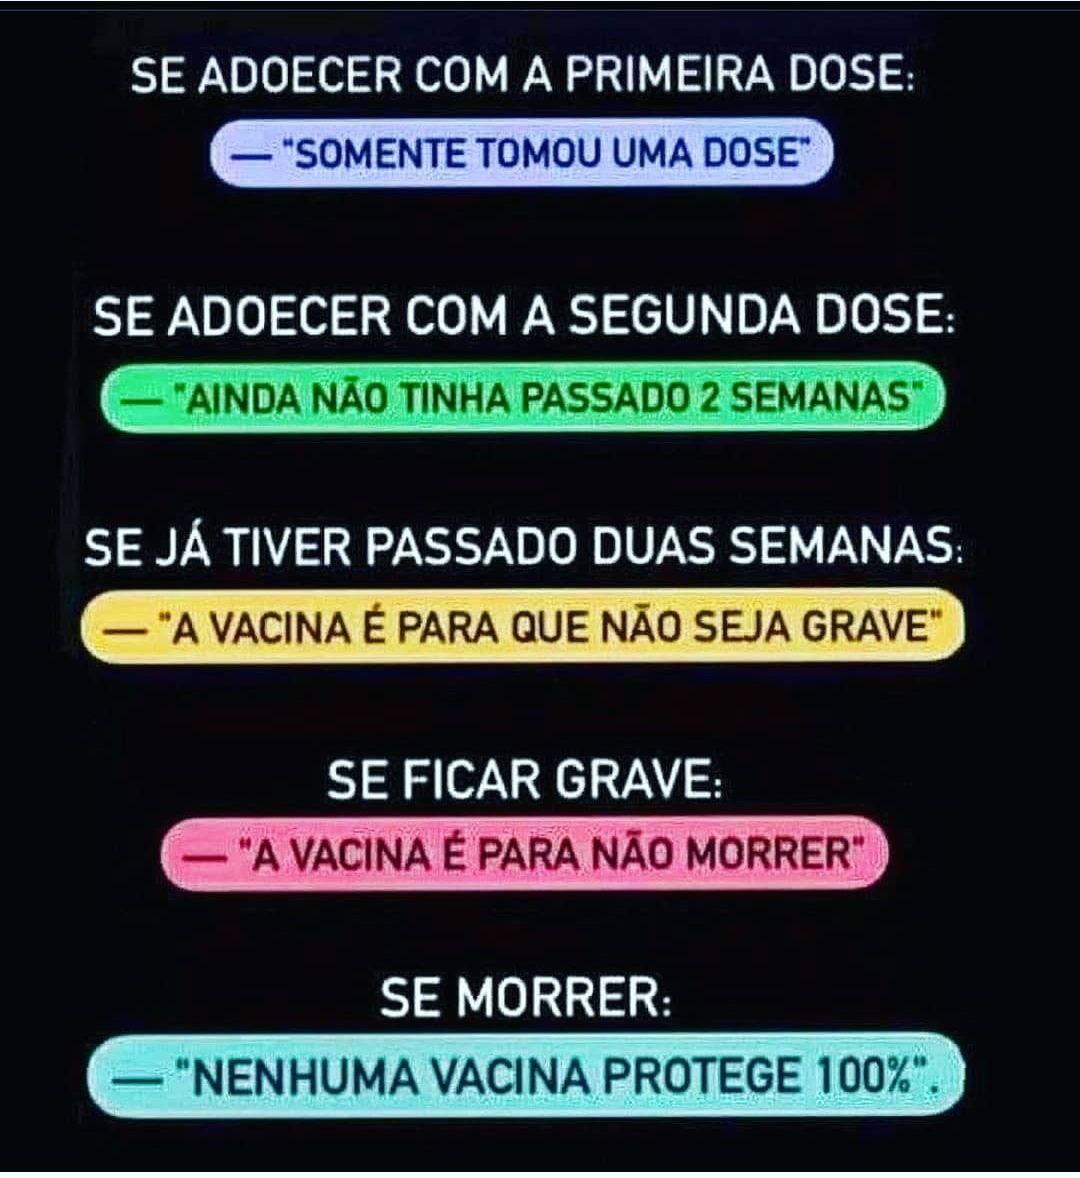 SE ADOECER COM A PRIMEIRA DOSE:
— "SOMENTE TOMOU UMA DOSE"
SE ADOECER COM A SEGUNDA DOSE:
— "AINDA NÃO TINHA PASSADO 2 SEMANAS"
SE JÁ TIVER PASSADO DUAS SEMANAS:
— "A VACINA É PARA QUE NÃO SEJA GRAVE"
SE FICAR GRAVE:
— "A VACINA É PARA NÃO MORRER"
SE MORRER:
— "NENHUMA VACINA PROTEGE 100%".